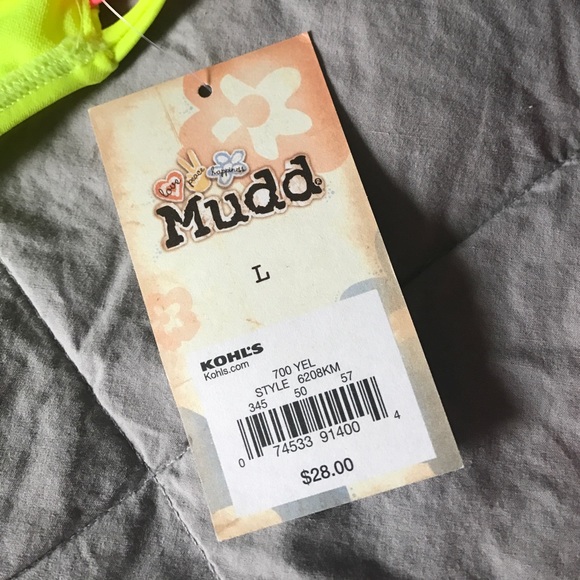 love peace happiness
Mudd®
L
KOHL'S
Kohls.com
700 YEL
STYLE 6208KM
345 50 57
0 74533 91400 4
$28.00